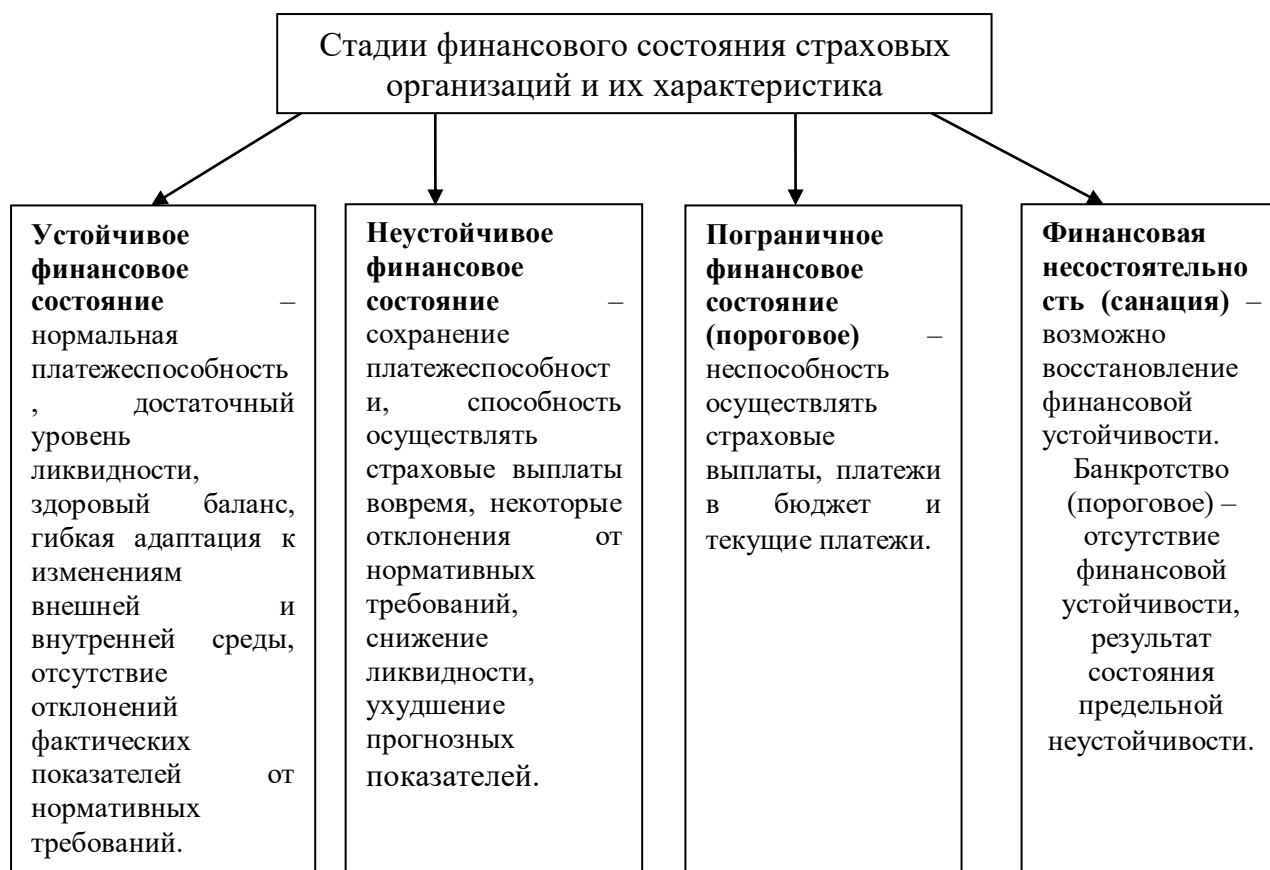 Стадии финансового состояния страховых
организаций и их характеристика
Устойчивое
финансовое
состояние –
нормальная
платежеспособность
, достаточный
уровень
ликвидности,
здоровый баланс,
гибкая адаптация к
изменениям
внешней и
внутренней среды,
отсутствие
отклонений
фактических
показателей от
нормативных
требований.
Неустойчивое
финансовое
состояние –
сохранение
платежеспособност
и, способность
осуществлять
страховые выплаты
вовремя, некоторые
отклонения от
нормативных
требований,
снижение
ликвидности,
ухудшение
прогнозных
показателей.
Пограничное
финансовое
состояние
(пороговое) –
неспособность
осуществлять
страховые
выплаты, платежи
в бюджет и
текущие платежи.
Финансовая
несостоятельно
сть (санация) –
возможно
восстановление
финансовой
устойчивости.
Банкротство
(пороговое) –
отсутствие
финансовой
устойчивости,
результат
состояния
предельной
неустойчивости.